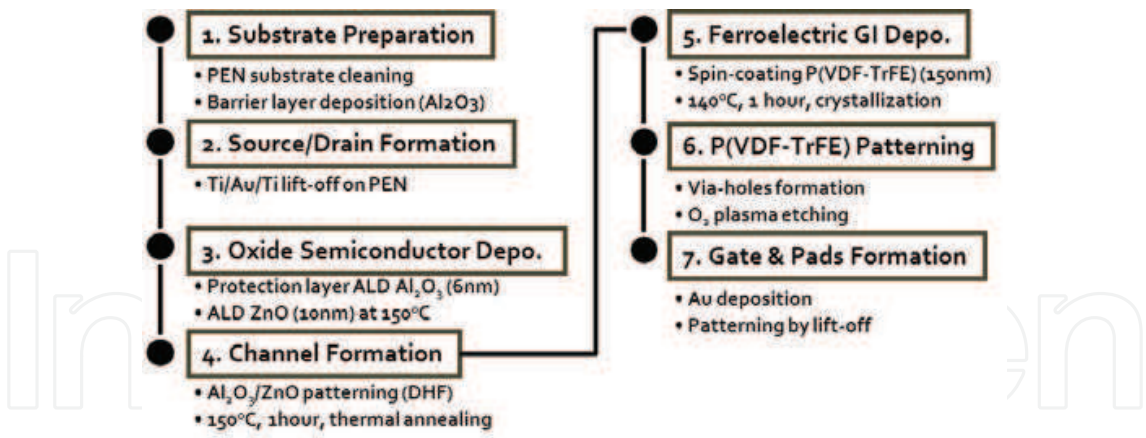 1. Substrate Preparation
• PEN substrate cleaning
• Barrier layer deposition (Al2O3)
2. Source/Drain Formation
• Ti/Au/Ti lift-off on PEN
3. Oxide Semiconductor Depo.
• Protection layer ALD Al₂O₃ (6nm)
• ALD ZnO (10nm) at 150°C
4. Channel Formation
• Al₂O₃/ZnO patterning (DHF)
• 150°C, 1hour, thermal annealing
5. Ferroelectric GI Depo.
• Spin-coating P(VDF-TrFE) (150nm)
• 140°C, 1 hour, crystallization
6. P(VDF-TrFE) Patterning
• Via-holes formation
• O₂ plasma etching
7. Gate & Pads Formation
• Au deposition
• Patterning by lift-off